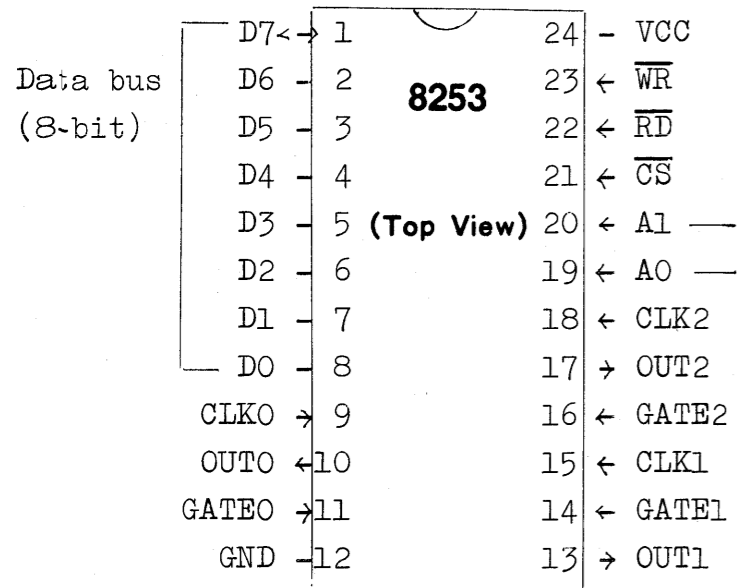 D7 1 24 VCC
Data bus D6 2 8253 23 WR
(8-bit) D5 3 22 RD
D4 4 21 CS
D3 5 (Top View) 20 A1
D2 6 19 A0
D1 7 18 CLK2
D0 8 17 OUT2
CLK0 9 16 GATE2
OUT0 10 15 CLK1
GATE0 11 14 GATE1
GND 12 13 OUT1